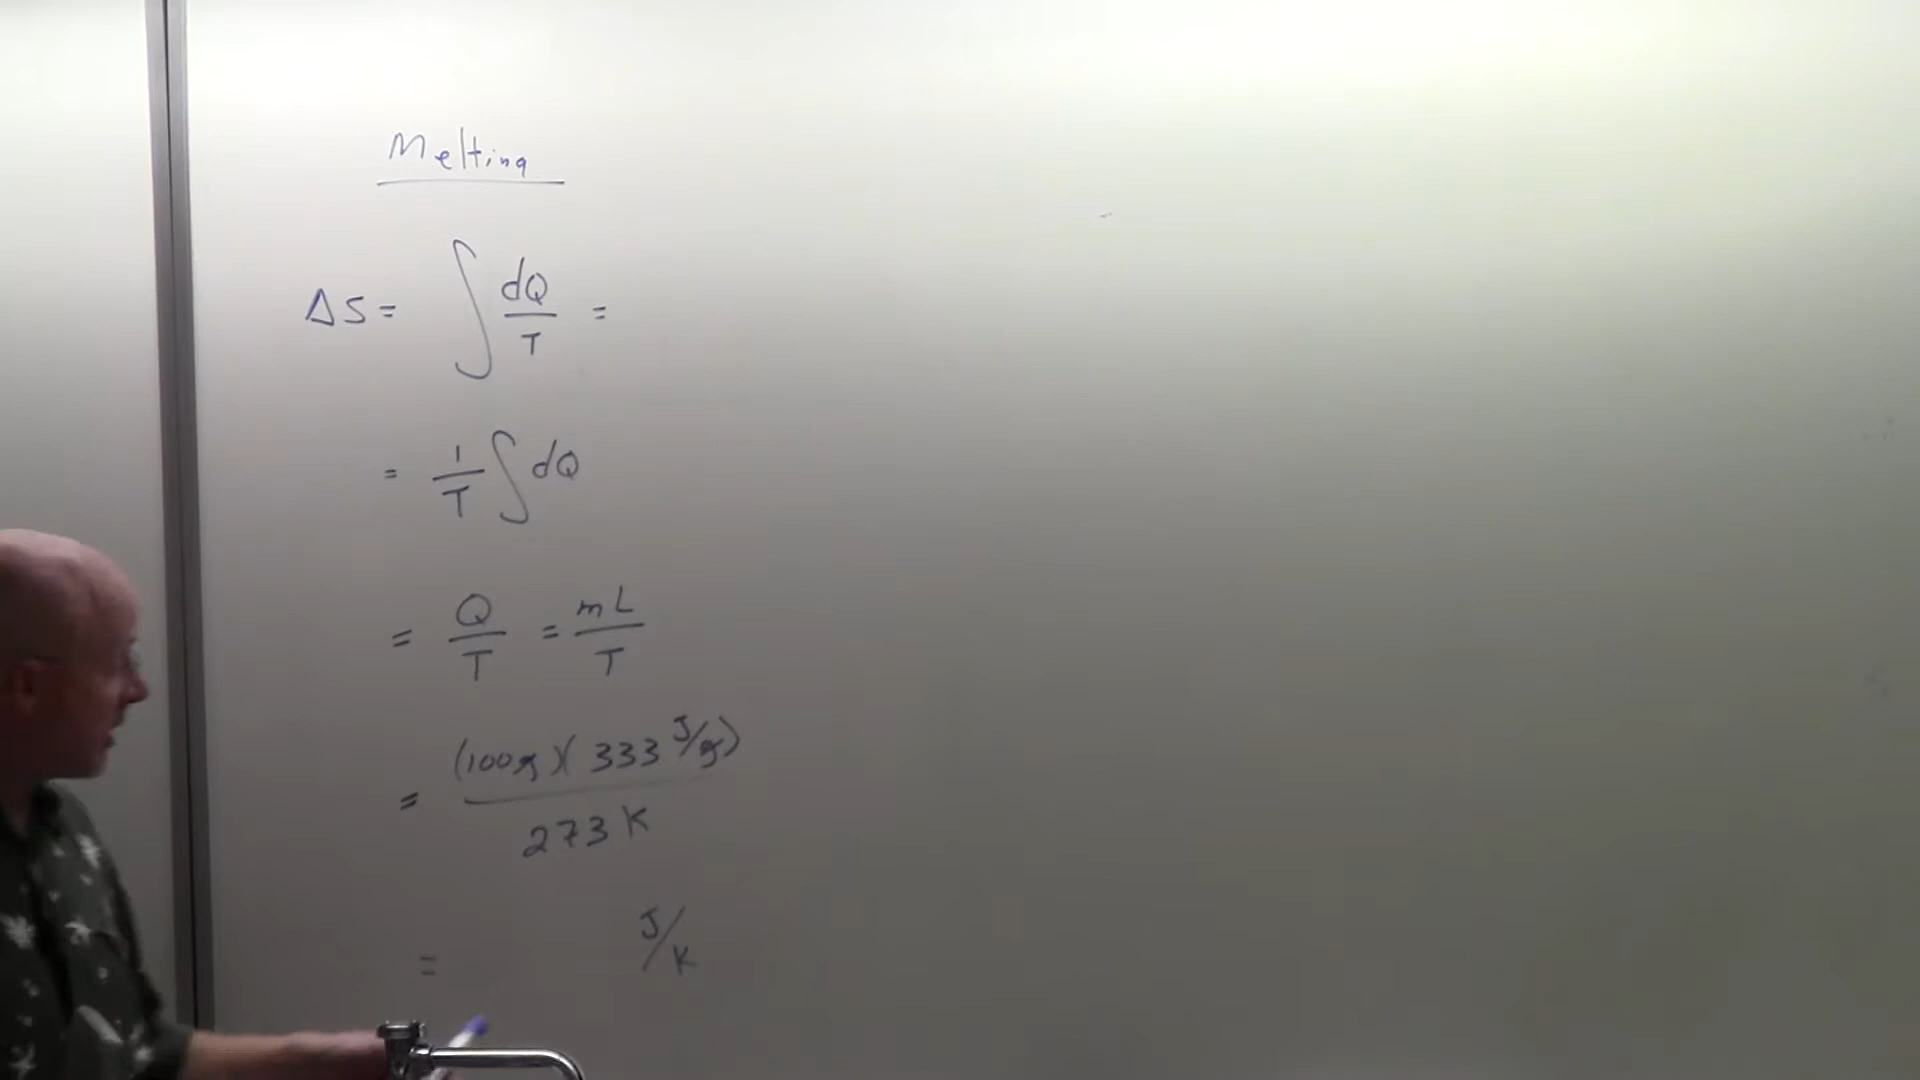 Melting
ΔS = ∫ dQ/T =
= 1/T ∫ dQ
= Q/T = mL/T
= (100g)(333 J/g) / 273 K
= J/K